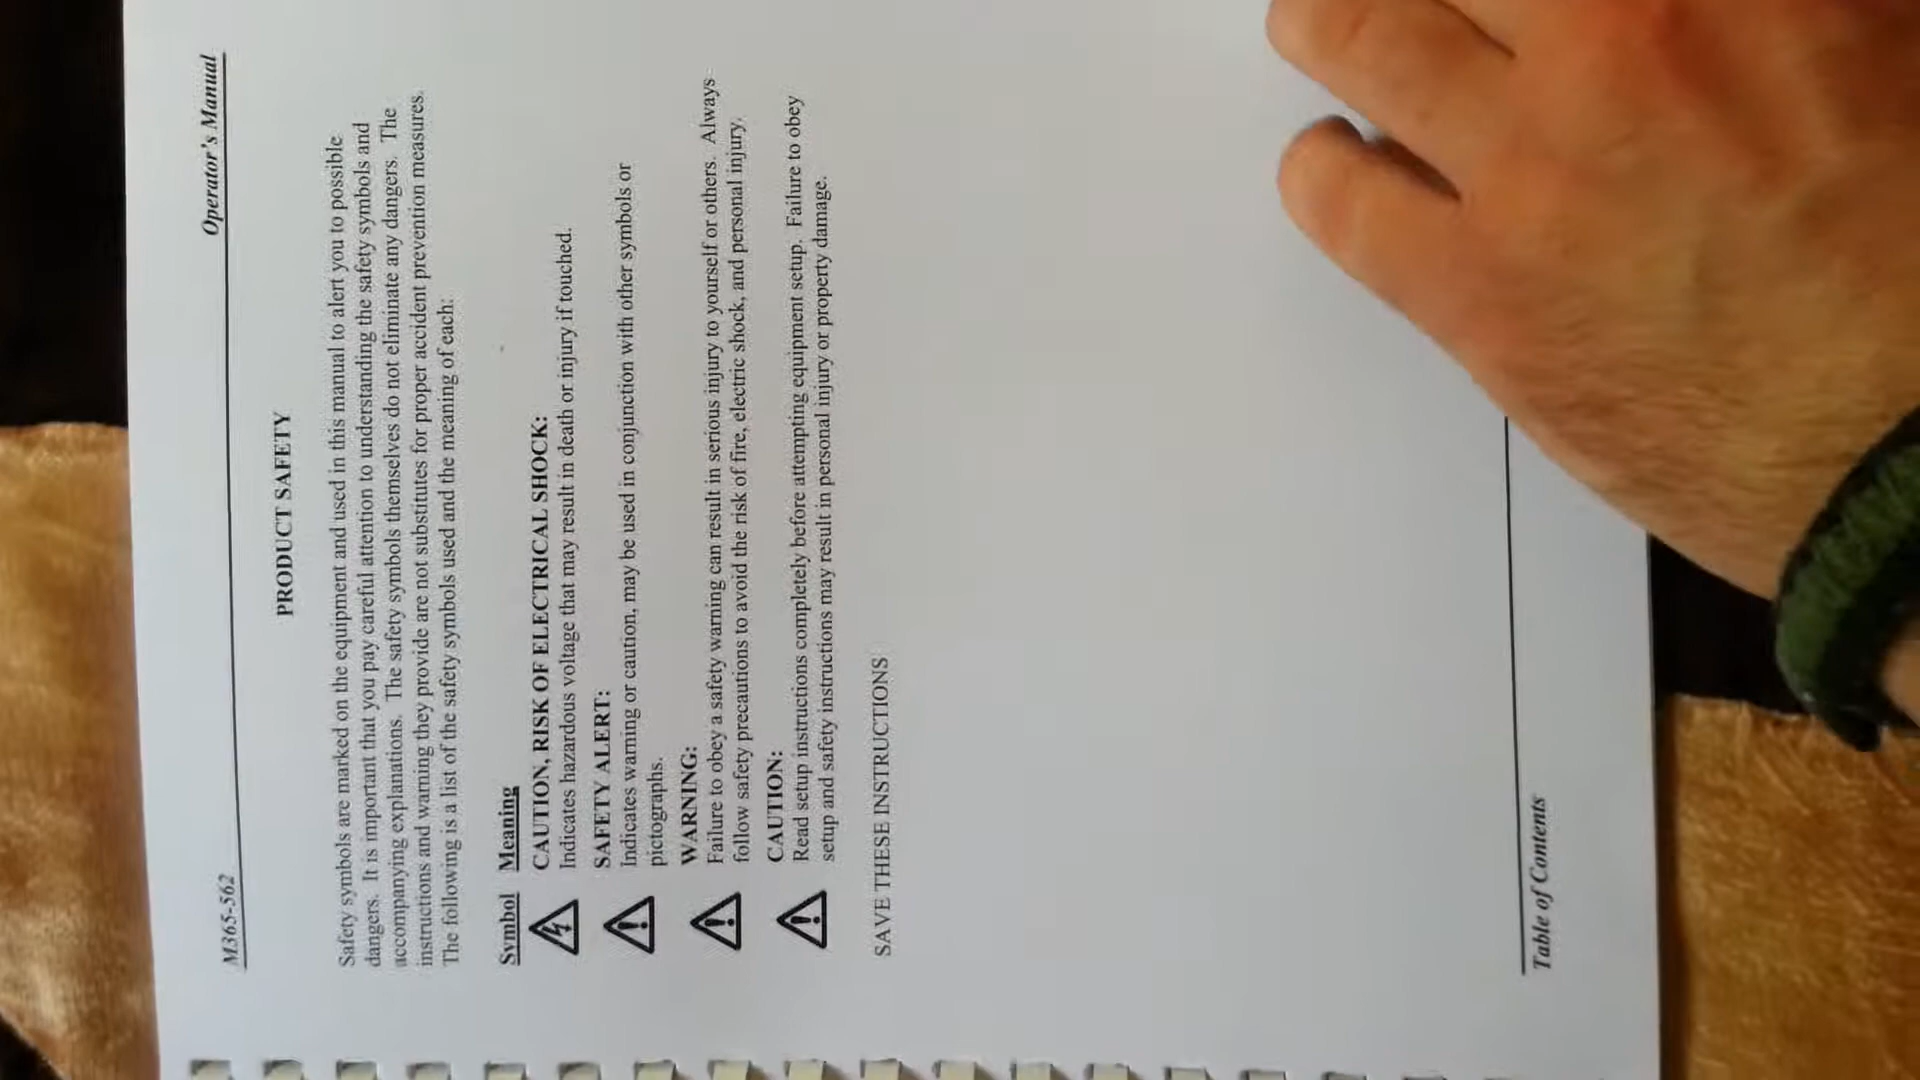 M365-562 Operator's Manual
PRODUCT SAFETY
Safety symbols are marked on the equipment and used in this manual to alert you to possible
dangers. It is important that you pay careful attention to understanding the safety symbols and
accompanying explanations. The safety symbols themselves do not eliminate any dangers. The
instructions and warning they provide are not substitutes for proper accident prevention measures.
The following is a list of the safety symbols used and the meaning of each:
Symbol Meaning
CAUTION, RISK OF ELECTRICAL SHOCK:
Indicates hazardous voltage that may result in death or injury if touched.
SAFETY ALERT:
Indicates warning or caution, may be used in conjunction with other symbols or
pictographs.
WARNING:
Failure to obey a safety warning can result in serious injury to yourself or others. Always
follow safety precautions to avoid the risk of fire, electric shock, and personal injury.
CAUTION:
Read setup instructions completely before attempting equipment setup. Failure to obey
setup and safety instructions may result in personal injury or property damage.
SAVE THESE INSTRUCTIONS
Table of Contents